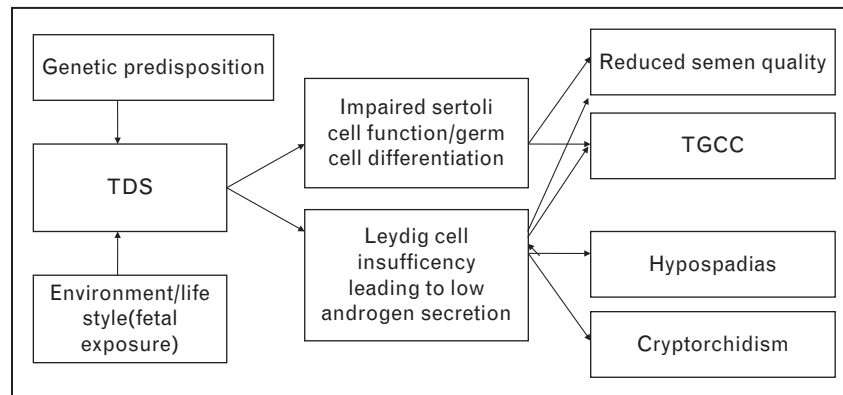 Genetic predisposition
TDS
Environment/life
style(fetal
exposure)
Impaired sertoli
cell function/germ
cell differentiation
Leydig cell
insufficency
leading to low
androgen secretion
Reduced semen quality
TGCC
Hypospadias
Cryptorchidism